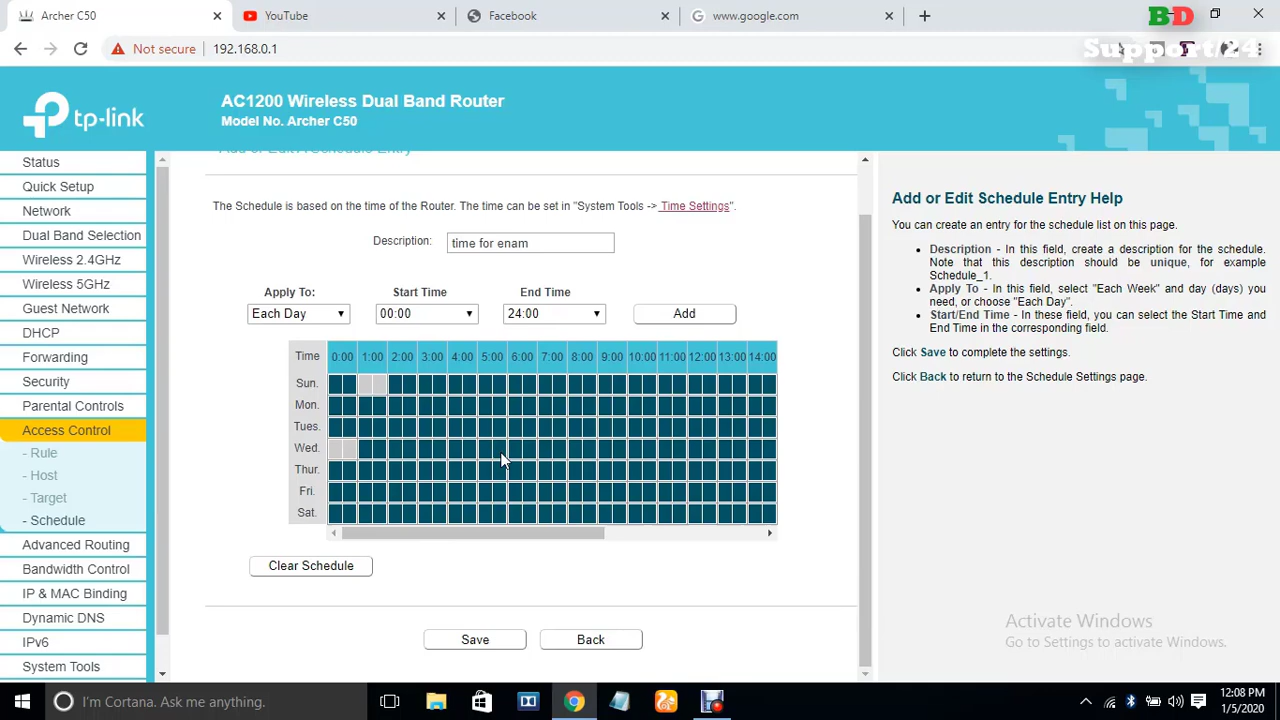 Archer C50
YouTube
Facebook
www.google.com
BD
Support/24
Not secure
192.168.0.1
tp-link
AC1200 Wireless Dual Band Router
Model No. Archer C50
Status
Quick Setup
Network
Dual Band Selection
Wireless 2.4GHz
Wireless 5GHz
Guest Network
DHCP
Forwarding
Security
Parental Controls
Access Control
- Rule
- Host
- Target
- Schedule
Advanced Routing
Bandwidth Control
IP & MAC Binding
Dynamic DNS
IPv6
System Tools
Add or Edit A Schedule Entry
The Schedule is based on the time of the Router. The time can be set in "System Tools -> Time Settings".
Description: time for enam
Apply To: Start Time End Time
Each Day 00:00 24:00 Add
Time 0:00 1:00 2:00 3:00 4:00 5:00 6:00 7:00 8:00 9:00 10:00 11:00 12:00 13:00 14:00
Sun.
Mon.
Tues.
Wed.
Thur.
Fri.
Sat.
Clear Schedule
Save Back
Add or Edit Schedule Entry Help
You can create an entry for the schedule list on this page.
Description - In this field, create a description for the schedule.
Note that this description should be unique, for example
Schedule_1.
Apply To - In this field, select "Each Week" and day (days) you
need, or choose "Each Day".
Start/End Time - In these field, you can select the Start Time and
End Time in the corresponding field.
Click Save to complete the settings.
Click Back to return to the Schedule Settings page.
Activate Windows
Go to Settings to activate Windows.
I'm Cortana. Ask me anything.
12:08 PM
1/5/2020